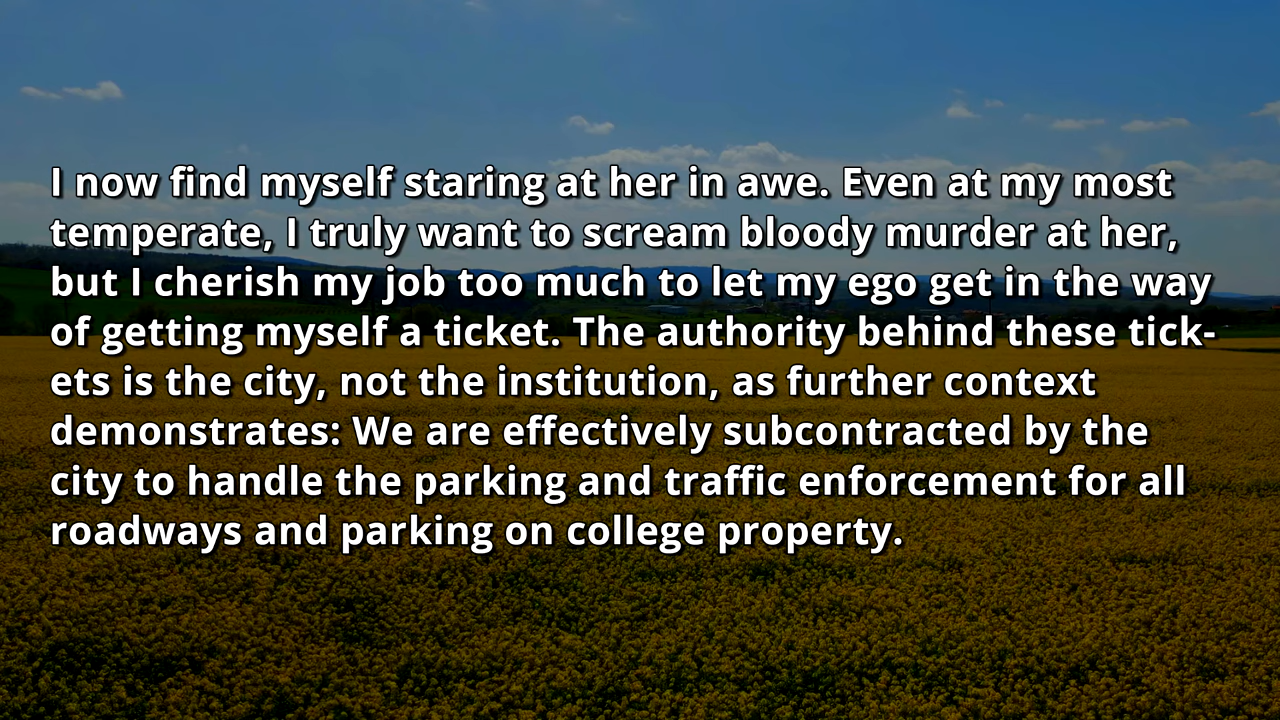 I now find myself staring at her in awe. Even at my most
temperate, I truly want to scream bloody murder at her,
but I cherish my job too much to let my ego get in the way
of getting myself a ticket. The authority behind these tick-
ets is the city, not the institution, as further context
demonstrates: We are effectively subcontracted by the
city to handle the parking and traffic enforcement for all
roadways and parking on college property.